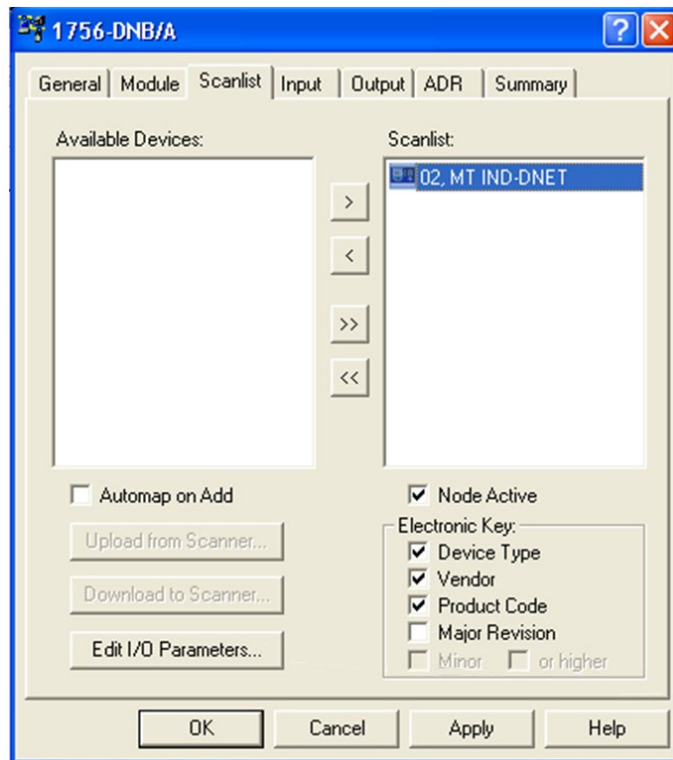 1756-DNB/A
General Module Scanlist Input Output ADR Summary
Available Devices: Scanlist:
02, MT IND-DNET
>
<
>>
<<
Automap on Add Node Active
Upload from Scanner... Electronic Key:
Device Type
Vendor
Download to Scanner... Product Code
Major Revision
Edit I/O Parameters... Minor or higher
OK Cancel Apply Help